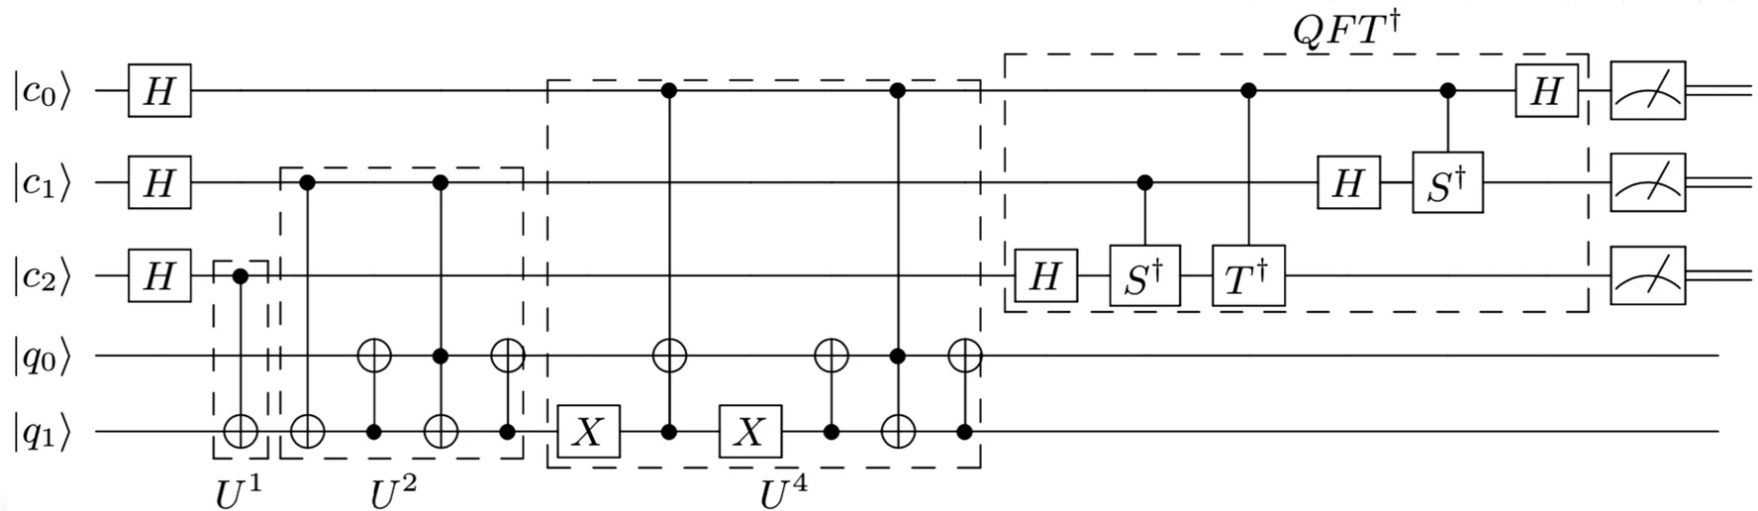 QFT†
|c₀⟩ H H
|c₁⟩ H H S†
|c₂⟩ H H S† T†
|q₀⟩
|q₁⟩ X X
U¹ U² U⁴